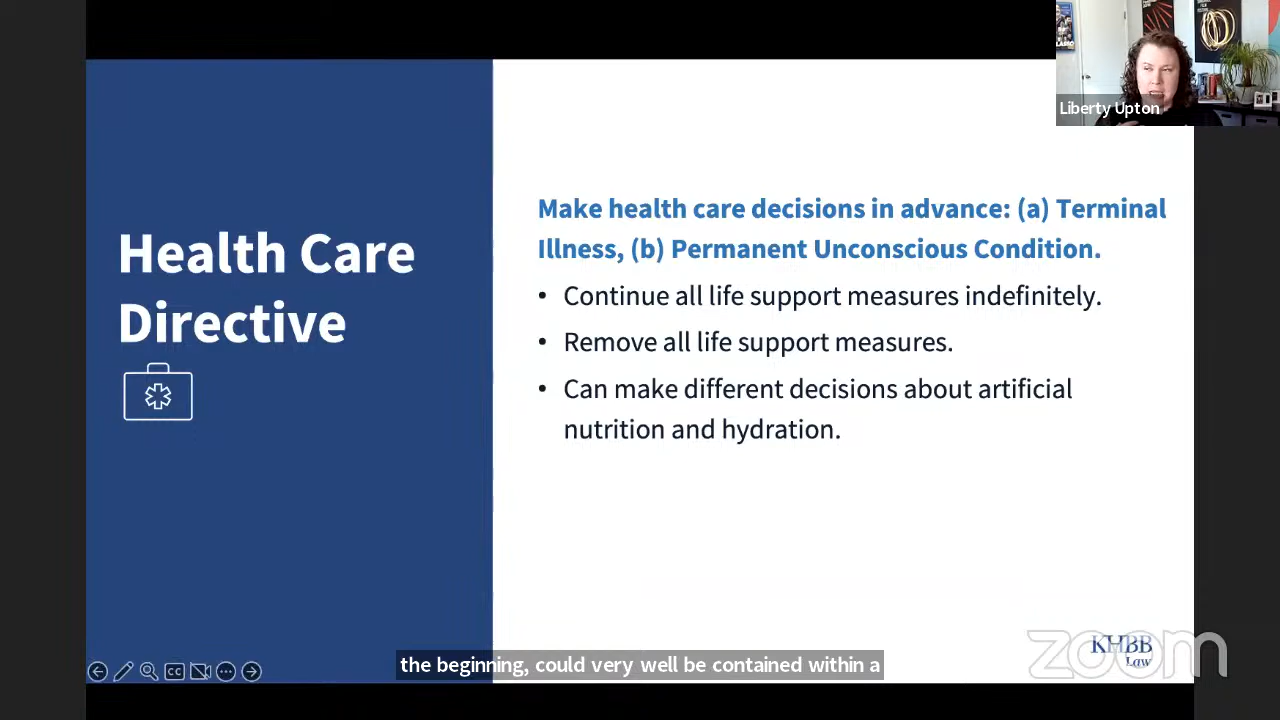 Liberty Upton
Health Care
Directive
Make health care decisions in advance: (a) Terminal
Illness, (b) Permanent Unconscious Condition.
• Continue all life support measures indefinitely.
• Remove all life support measures.
• Can make different decisions about artificial
nutrition and hydration.
KHBB
Law
zoom
CC
the beginning, could very well be contained within a